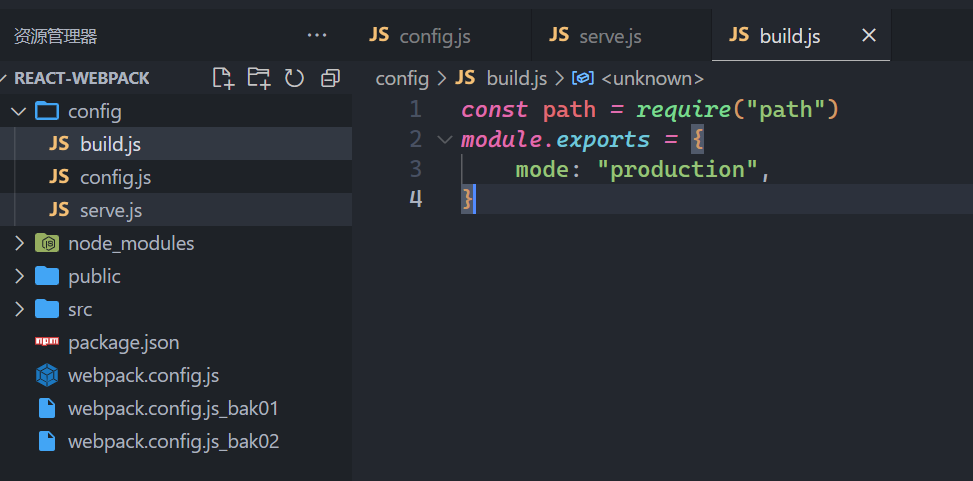 资源管理器 ···
REACT-WEBPACK
config
JS build.js
JS config.js
JS serve.js
node_modules
public
src
npm package.json
webpack.config.js
webpack.config.js_bak01
webpack.config.js_bak02
JS config.js JS serve.js JS build.js ×
config > JS build.js > <unknown>
1 const path = require("path")
2 module.exports = {
3 mode: "production",
4 }